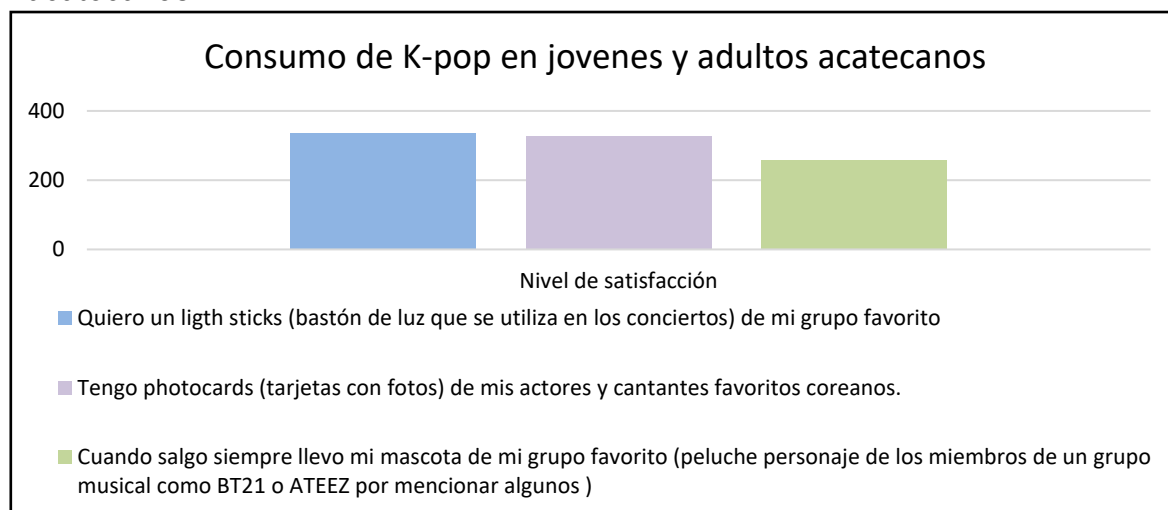 Consumo de K-pop en jovenes y adultos acatecanos
400
200
0
Nivel de satisfacción
Quiero un ligth sticks (bastón de luz que se utiliza en los conciertos) de mi grupo favorito
Tengo photocards (tarjetas con fotos) de mis actores y cantantes favoritos coreanos.
Cuando salgo siempre llevo mi mascota de mi grupo favorito (peluche personaje de los miembros de un grupo
musical como BT21 o ATEEZ por mencionar algunos )